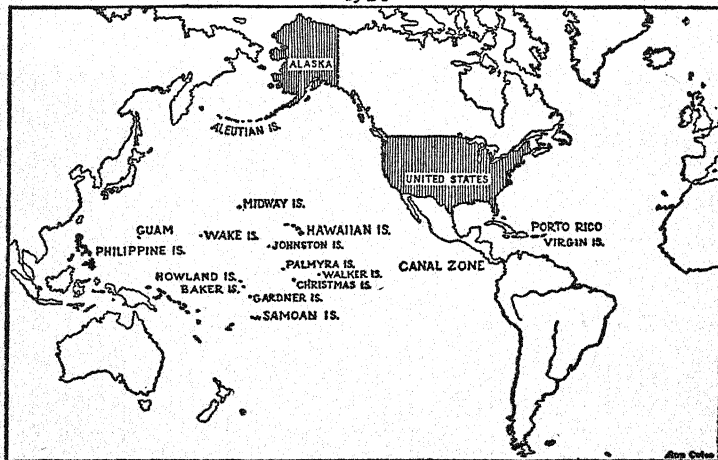 ALASKA
ALEUTIAN IS.
UNITED STATES
MIDWAY IS.
GUAM
WAKE IS.
HAWAIIAN IS.
PORTO RICO
VIRGIN IS.
PHILIPPINE IS.
JOHNSTON IS.
PALMYRA IS.
CANAL ZONE
HOWLAND IS.
WALKER IS.
BAKER IS.
CHRISTMAS IS.
GARDNER IS.
SAMOAN IS.